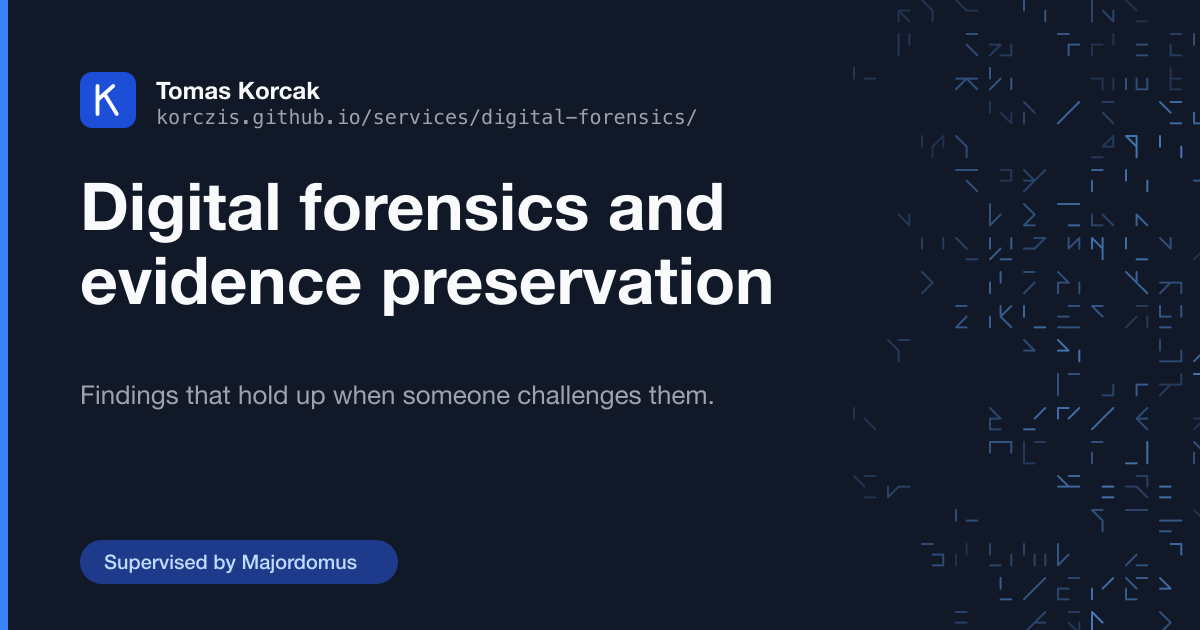 K
Tomas Korcak
korczis.github.io/services/digital-forensics/
Digital forensics and
evidence preservation
Findings that hold up when someone challenges them.
Supervised by Majordomus